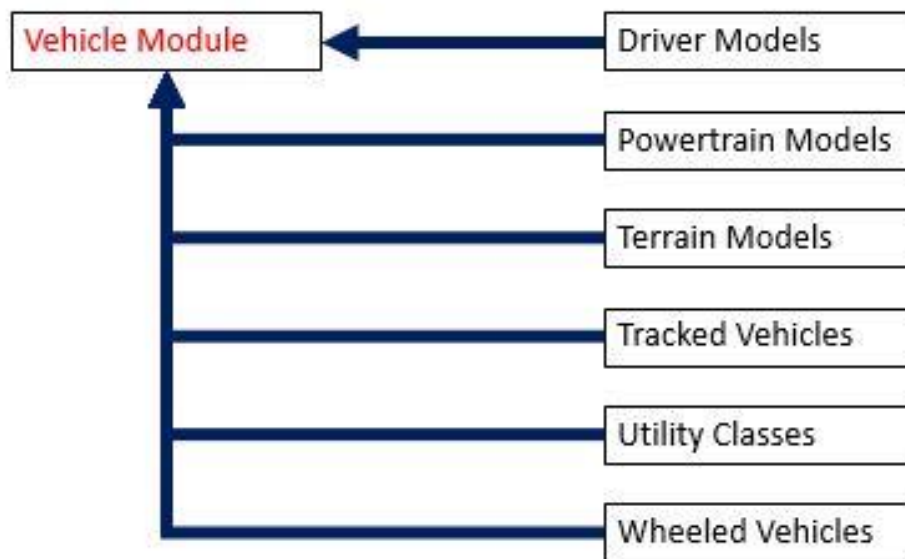 Vehicle Module
Driver Models
Powertrain Models
Terrain Models
Tracked Vehicles
Utility Classes
Wheeled Vehicles